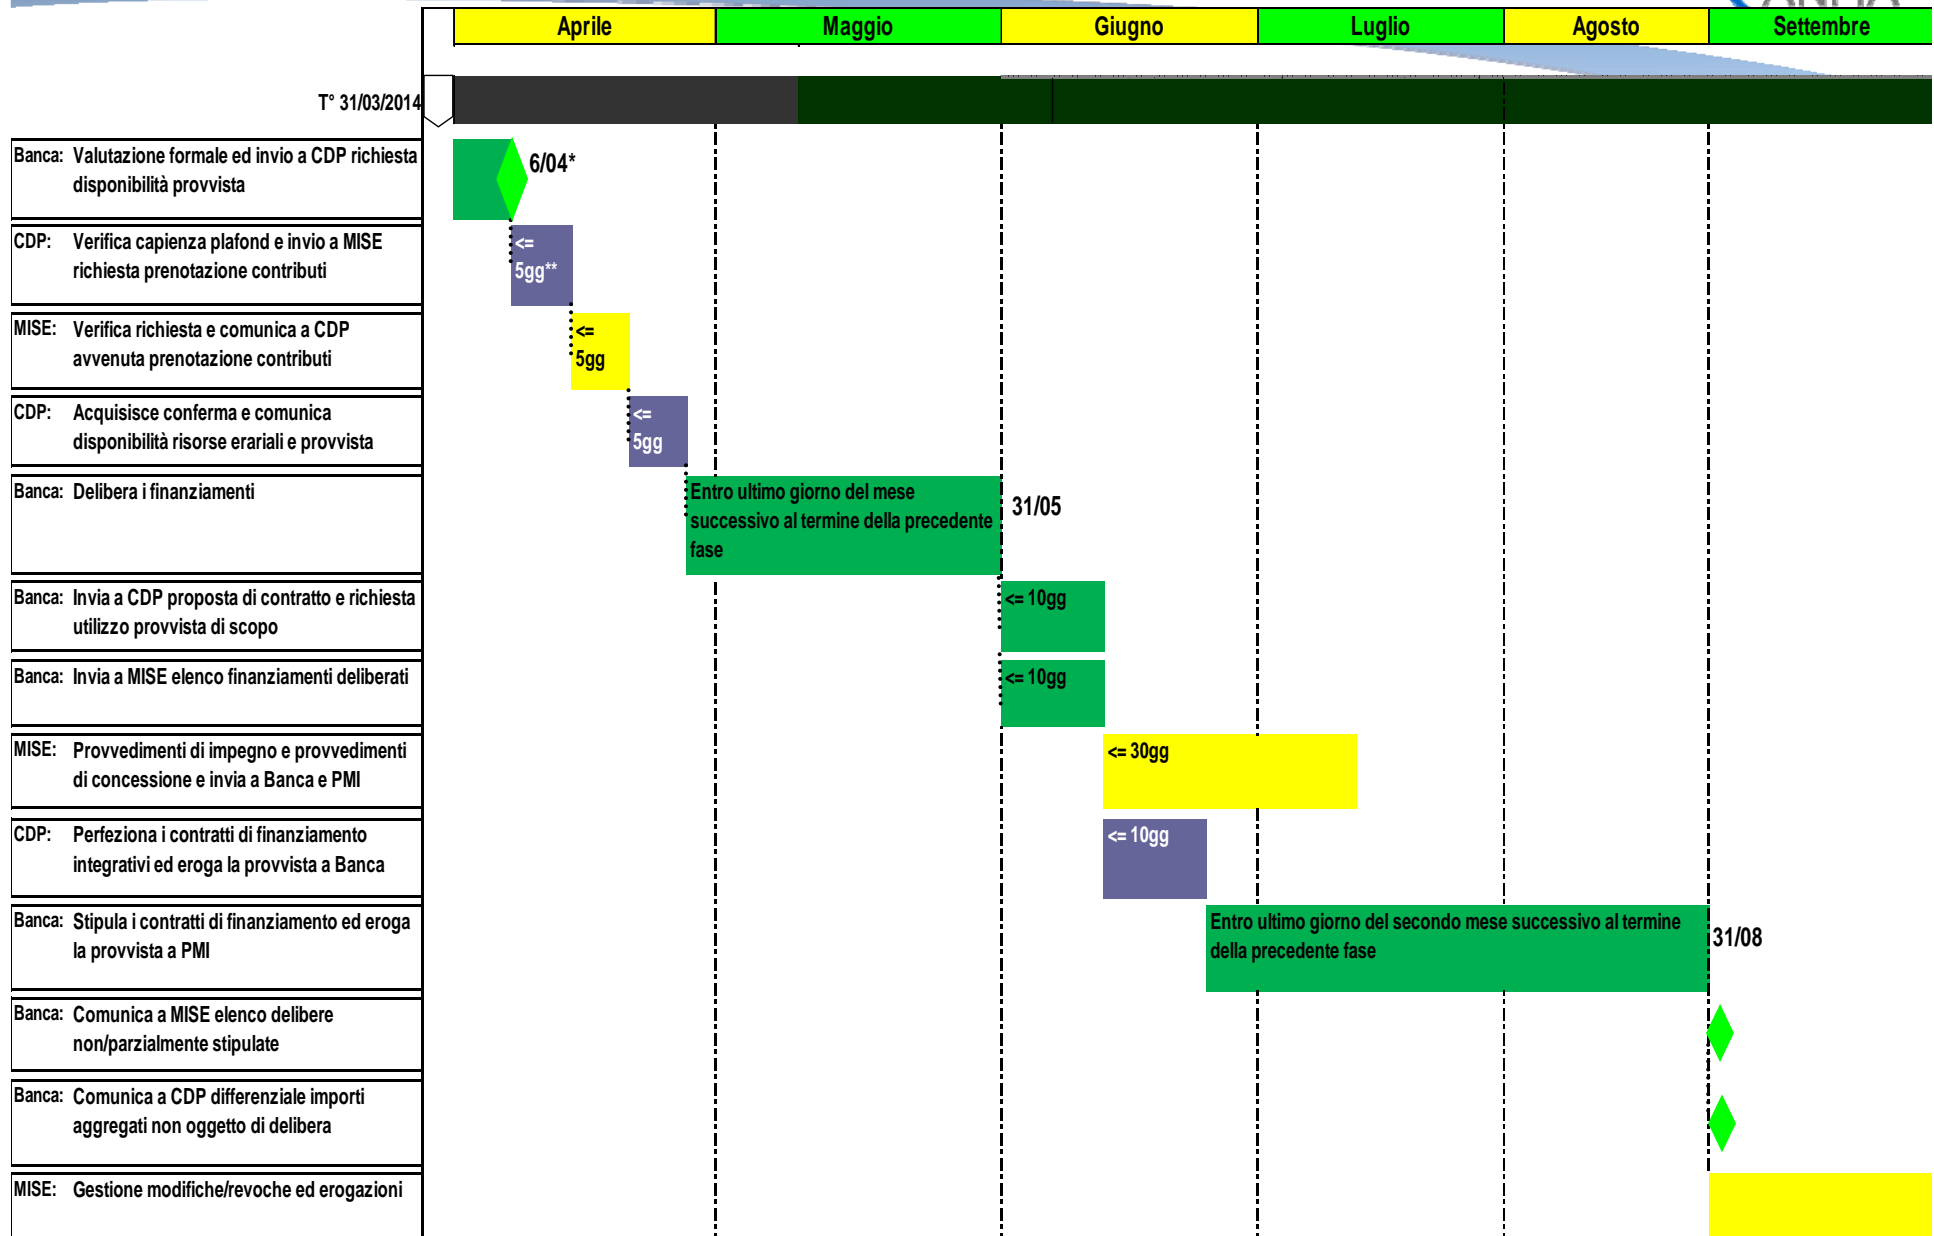 Aprile Maggio Giugno Luglio Agosto Settembre
T° 31/03/2014
Banca: Valutazione formale ed invio a CDP richiesta
disponibilità provvista
6/04*
CDP: Verifica capienza plafond e invio a MISE
richiesta prenotazione contributi
<=
5gg**
MISE: Verifica richiesta e comunica a CDP
avvenuta prenotazione contributi
<=
5gg
CDP: Acquisisce conferma e comunica
disponibilità risorse erariali e provvista
<=
5gg
Banca: Delibera i finanziamenti
Entro ultimo giorno del mese
successivo al termine della precedente
fase
31/05
Banca: Invia a CDP proposta di contratto e richiesta
utilizzo provvista di scopo
<= 10gg
Banca: Invia a MISE elenco finanziamenti deliberati
<= 10gg
MISE: Provvedimenti di impegno e provvedimenti
di concessione e invia a Banca e PMI
<= 30gg
CDP: Perfeziona i contratti di finanziamento
integrativi ed eroga la provvista a Banca
<= 10gg
Banca: Stipula i contratti di finanziamento ed eroga
la provvista a PMI
Entro ultimo giorno del secondo mese successivo al termine
della precedente fase
31/08
Banca: Comunica a MISE elenco delibere
non/parzialmente stipulate
Banca: Comunica a CDP differenziale importi
aggregati non oggetto di delibera
MISE: Gestione modifiche/revoche ed erogazioni